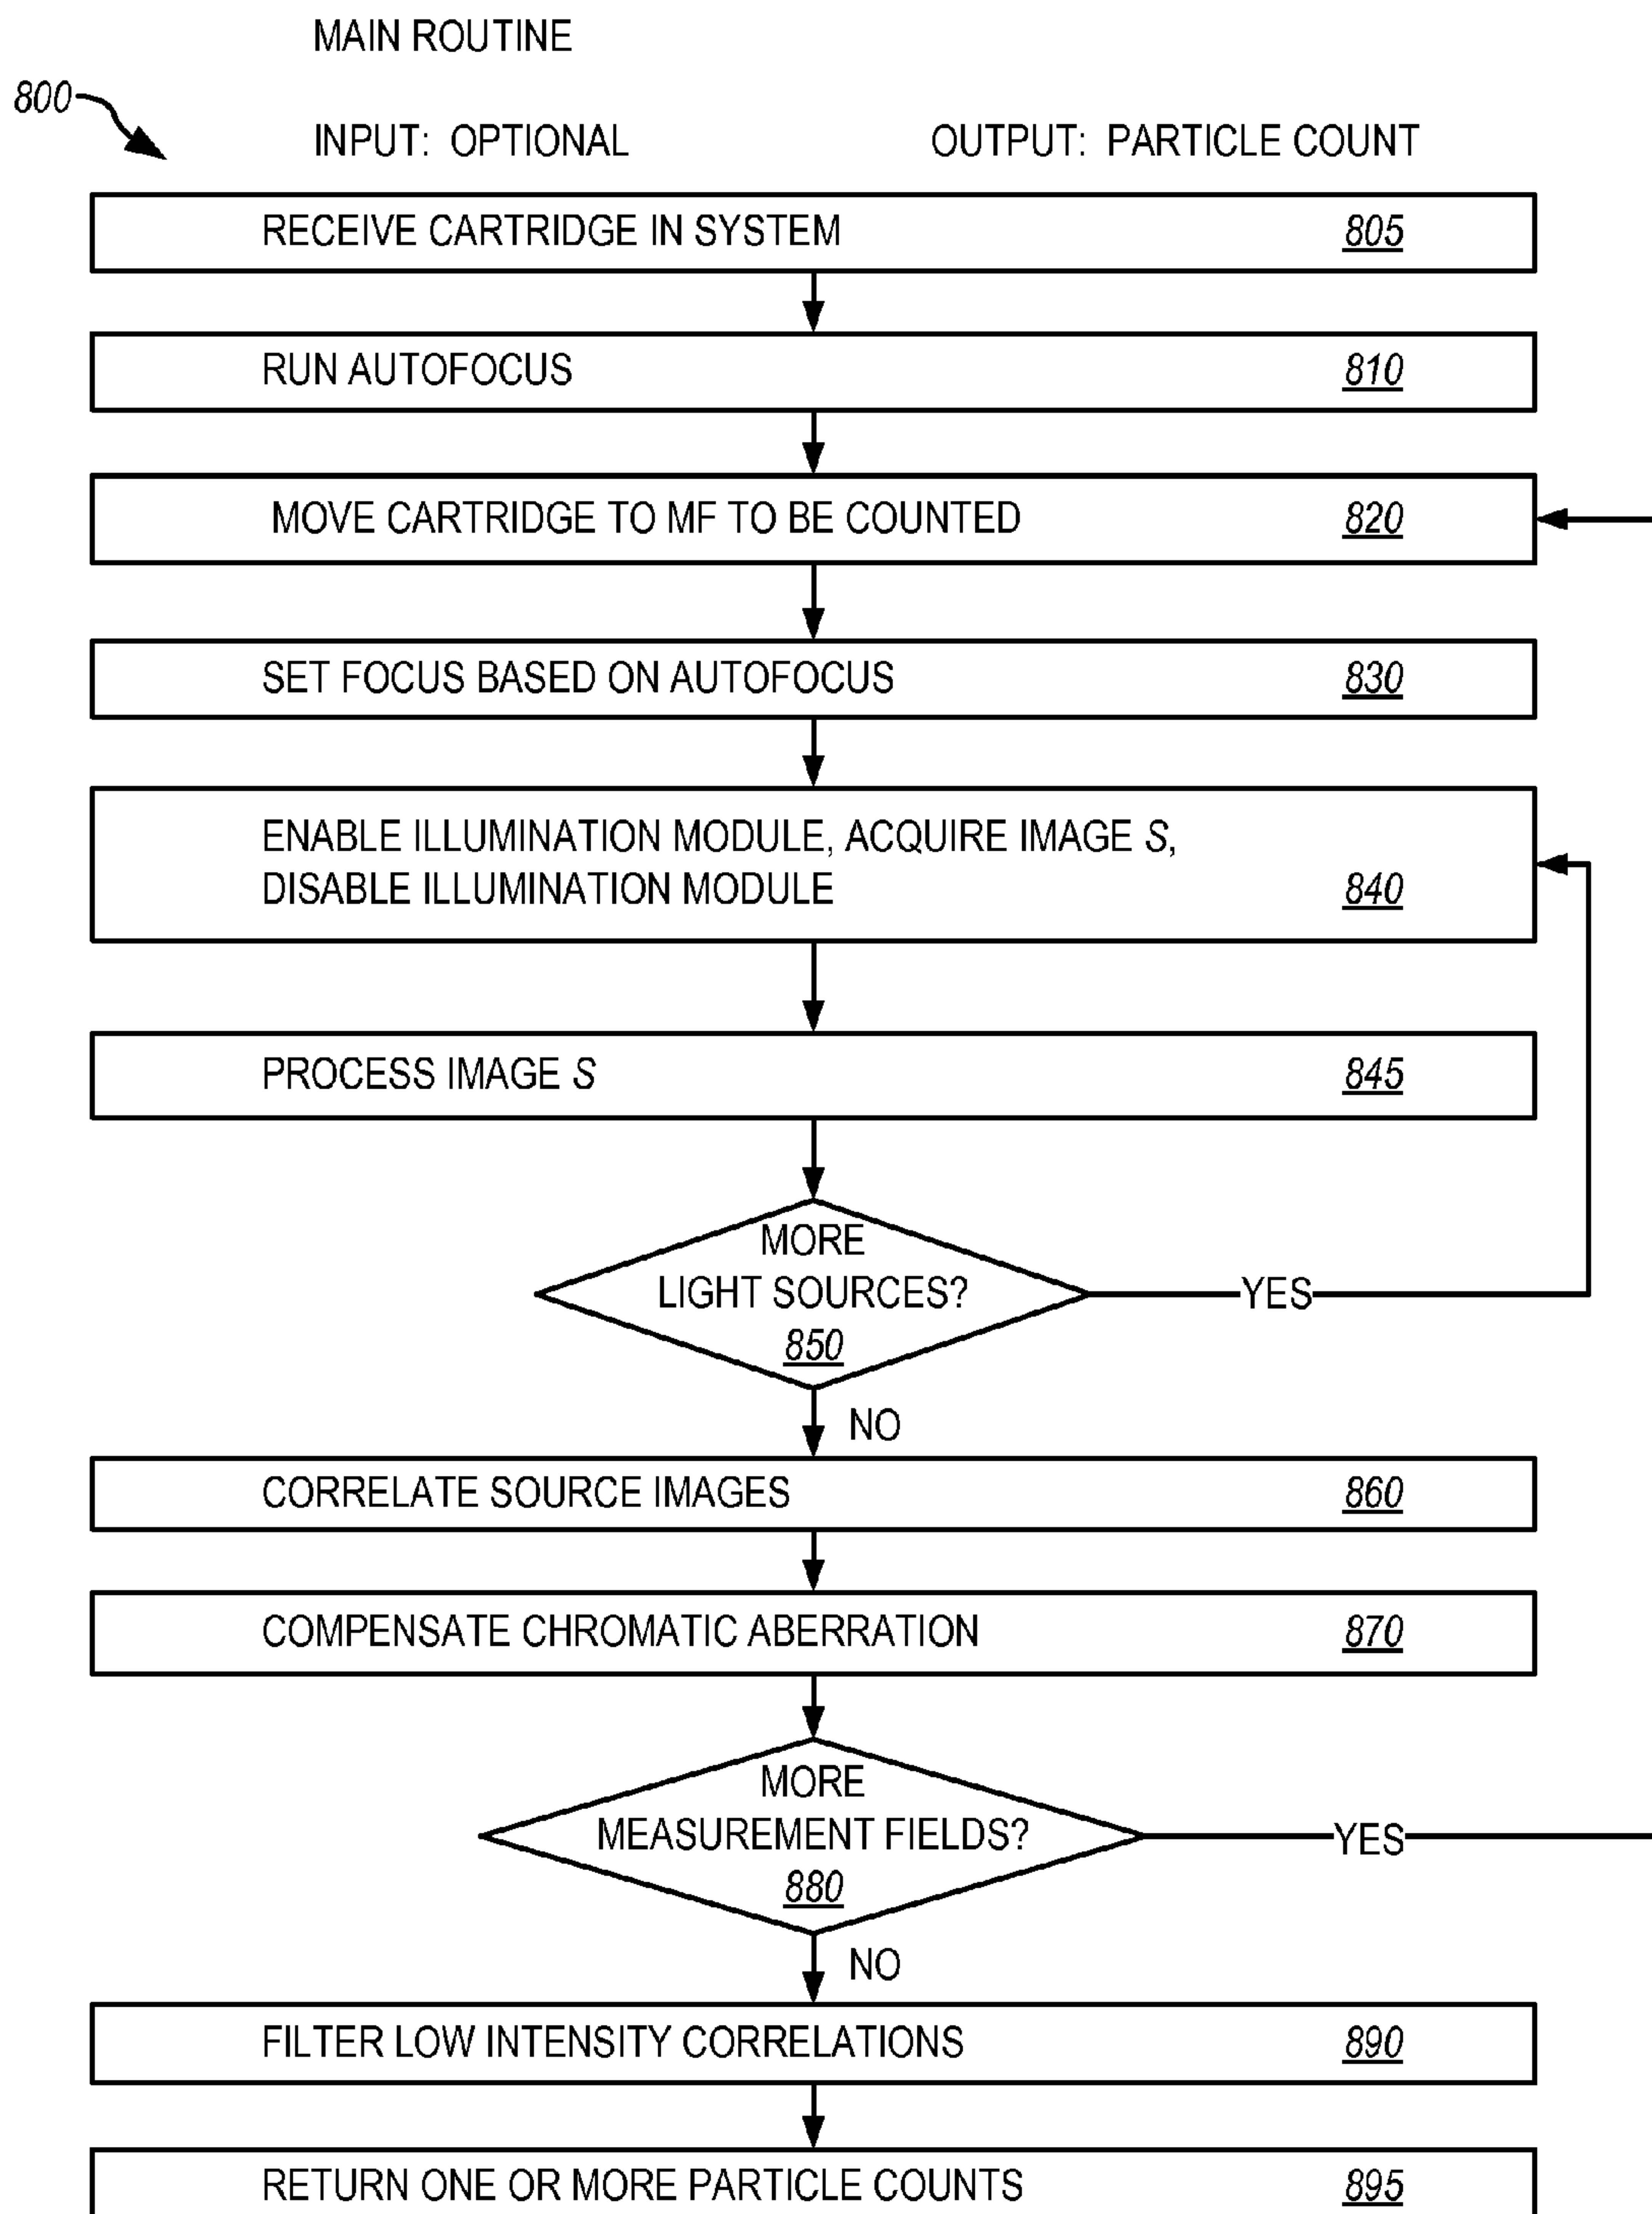 MAIN ROUTINE
800
INPUT: OPTIONAL OUTPUT: PARTICLE COUNT
RECEIVE CARTRIDGE IN SYSTEM 805
RUN AUTOFOCUS 810
MOVE CARTRIDGE TO MF TO BE COUNTED 820
SET FOCUS BASED ON AUTOFOCUS 830
ENABLE ILLUMINATION MODULE, ACQUIRE IMAGE S,
DISABLE ILLUMINATION MODULE 840
PROCESS IMAGE S 845
MORE
LIGHT SOURCES? YES
850
NO
CORRELATE SOURCE IMAGES 860
COMPENSATE CHROMATIC ABERRATION 870
MORE
MEASUREMENT FIELDS? YES
880
NO
FILTER LOW INTENSITY CORRELATIONS 890
RETURN ONE OR MORE PARTICLE COUNTS 895